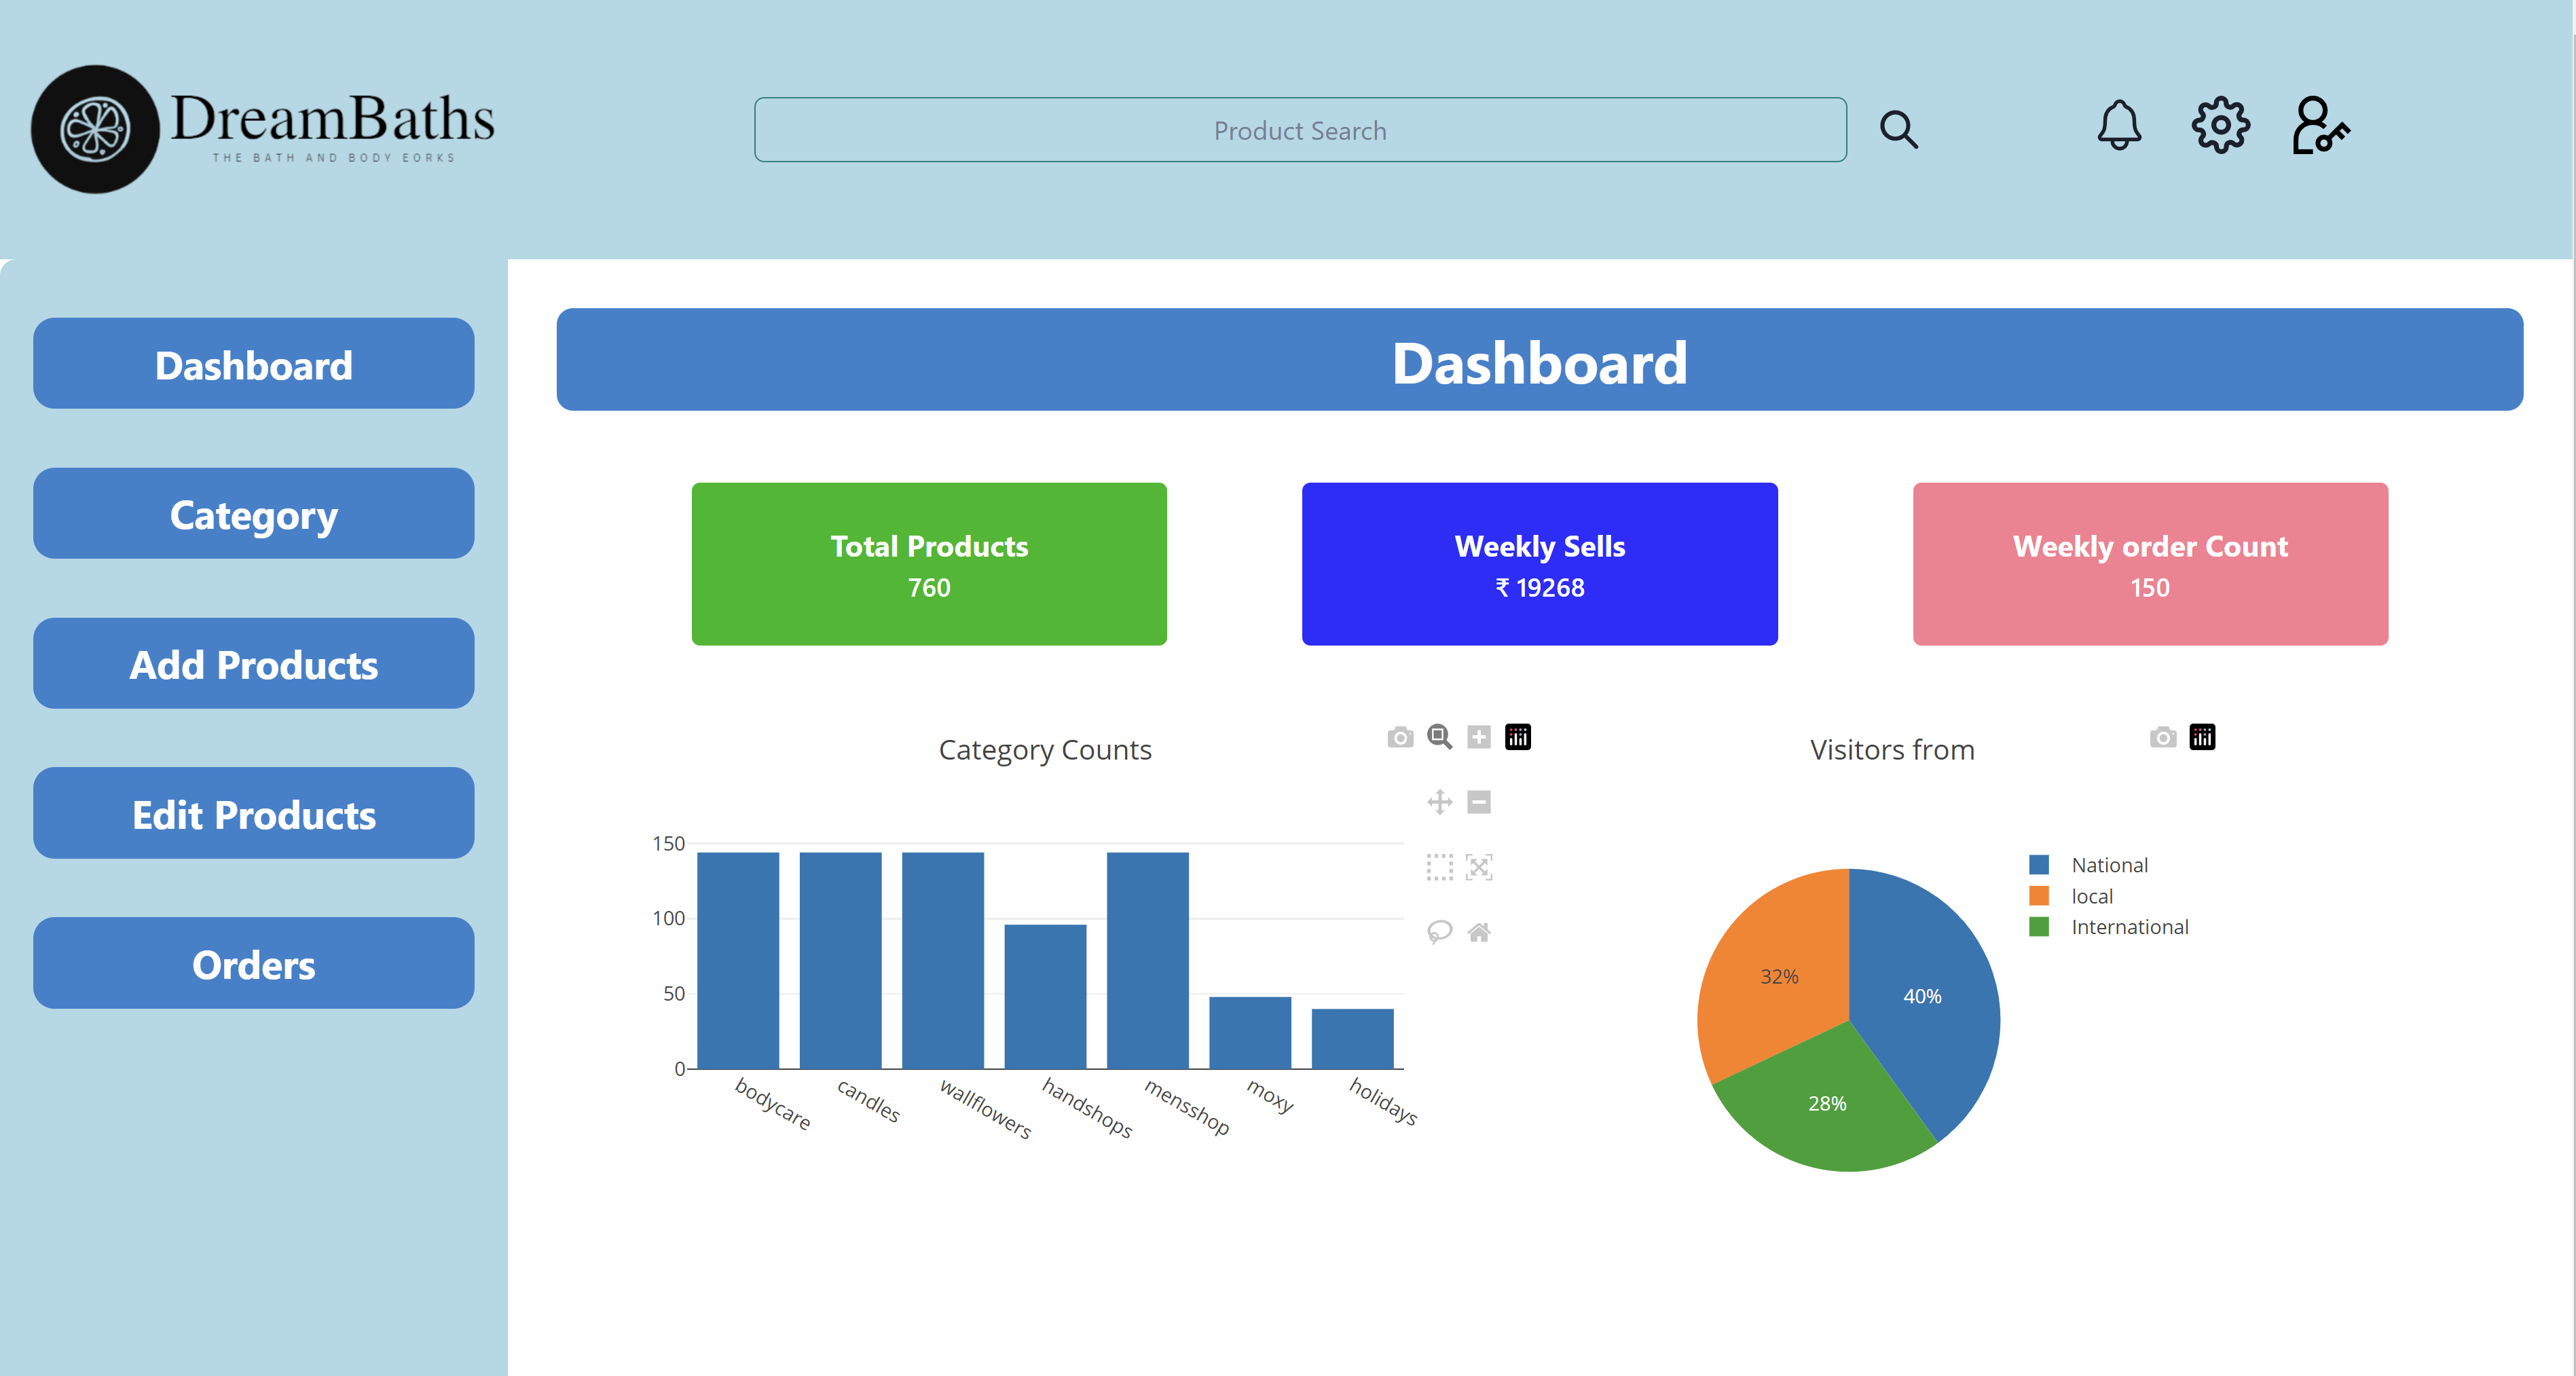 DreamBaths
THE BATH AND BODY EORKS
Product Search
Dashboard
Category
Add Products
Edit Products
Orders
Dashboard
Total Products
760
Weekly Sells
₹ 19268
Weekly order Count
150
Category Counts
150
100
50
0
bodycare
candles
wallflowers
handshops
mensshop
moxy
holidays
Visitors from
National
local
International
32%
40%
28%